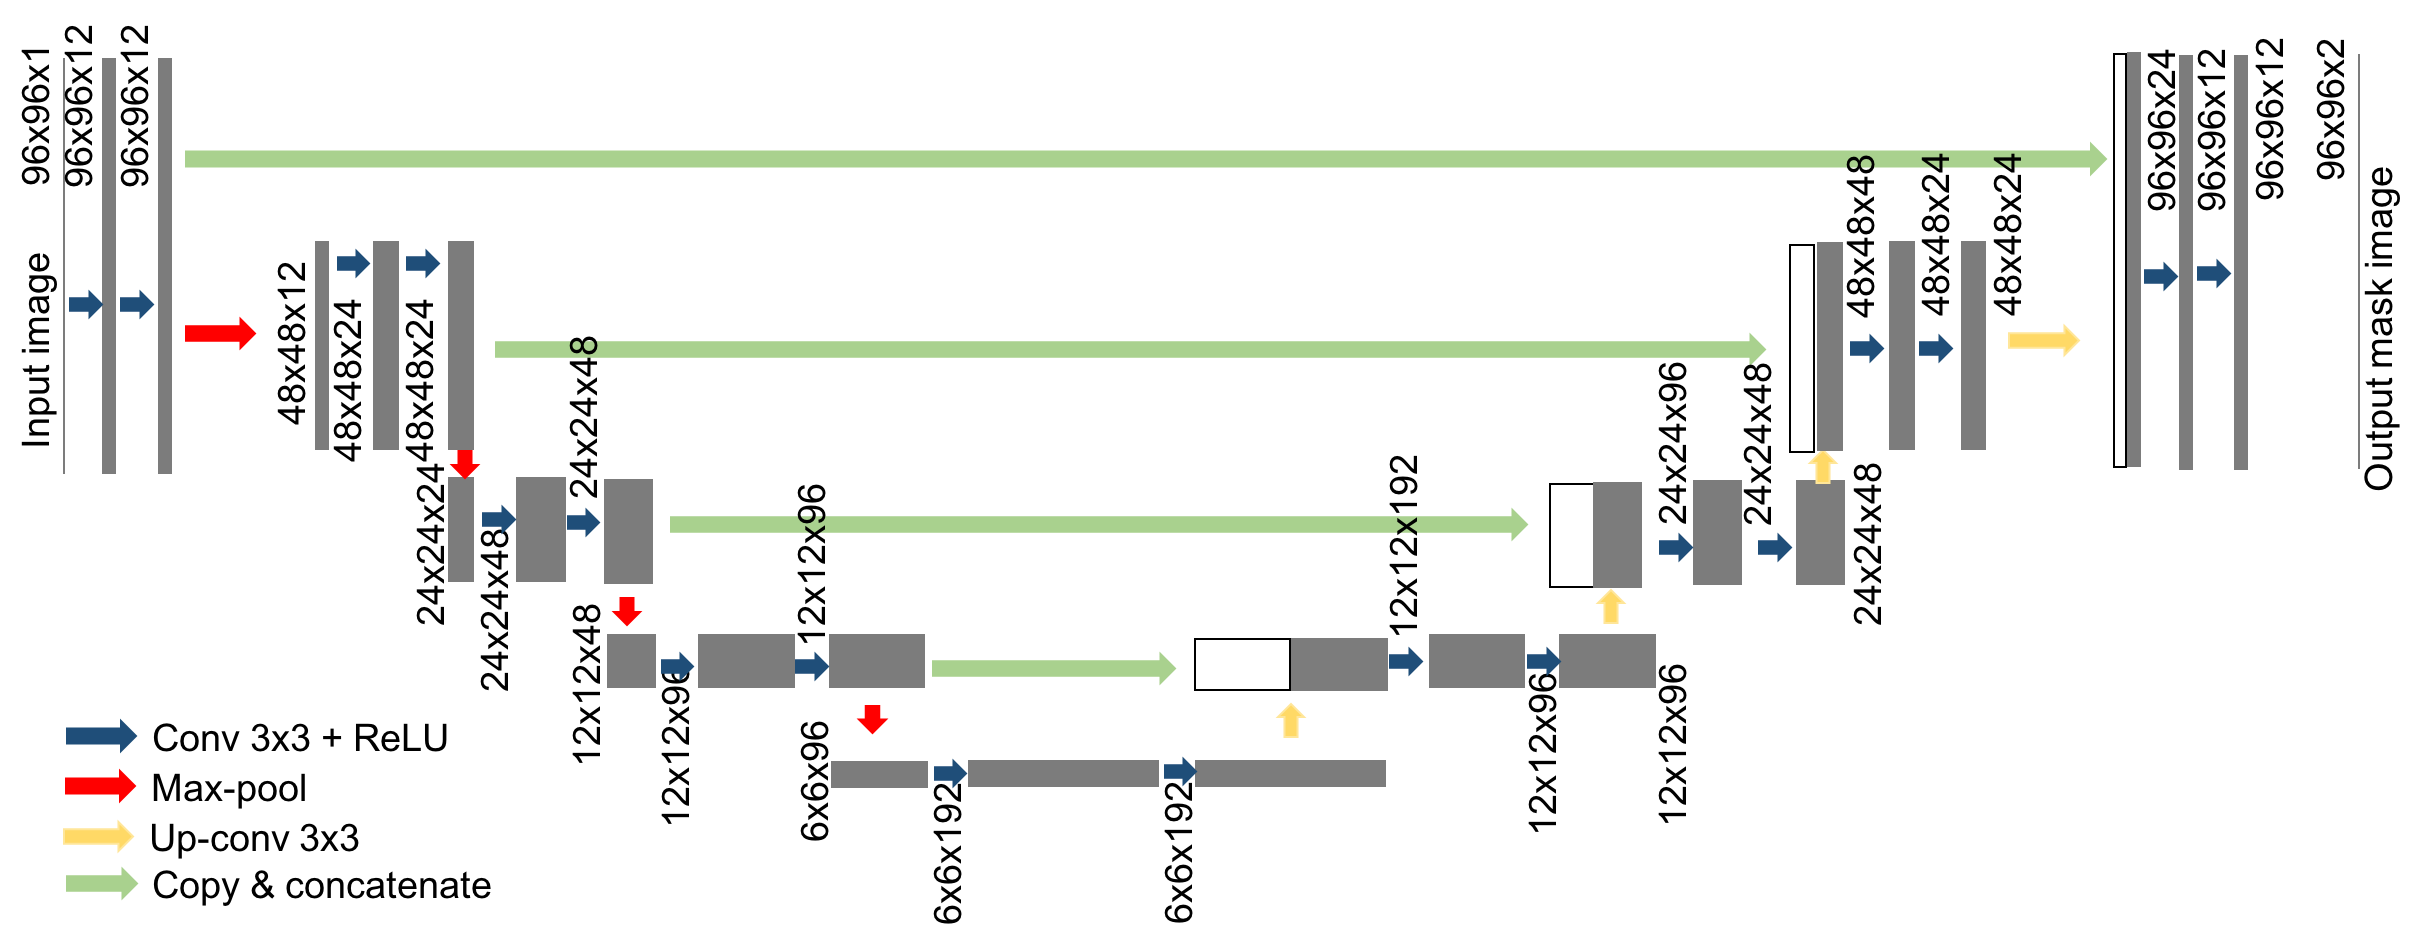 96x96x1
96x96x12
96x96x12
Input image
48x48x12
48x48x24
48x48x24
24x24x24
24x24x48
24x24x48
12x12x48
12x12x96
12x12x96
6x6x96
6x6x192
6x6x192
12x12x192
12x12x96
12x12x96
24x24x96
24x24x48
24x24x48
48x48x48
48x48x24
48x48x24
96x96x24
96x96x12
96x96x12
96x96x2
Output mask image
Conv 3x3 + ReLU
Max-pool
Up-conv 3x3
Copy & concatenate